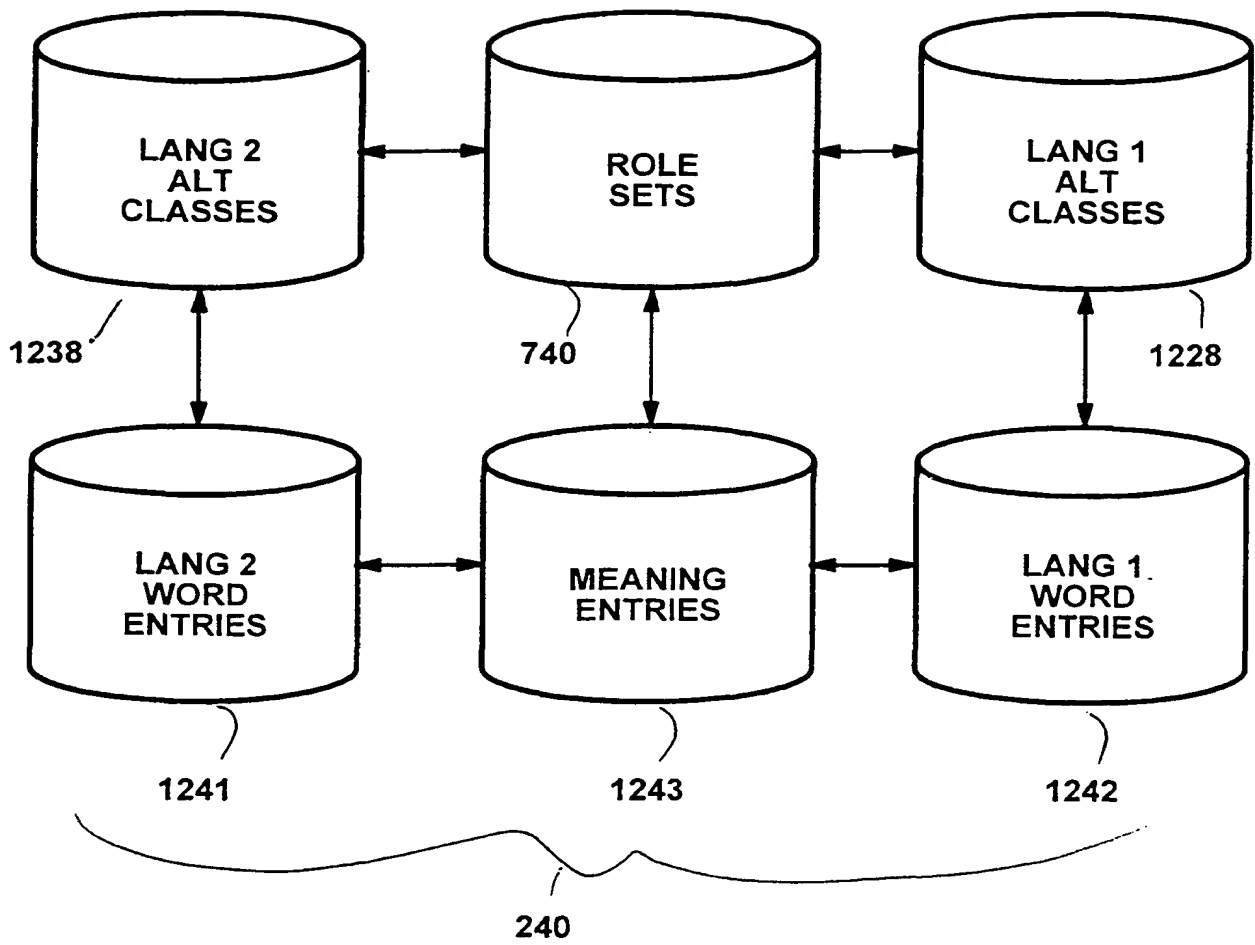 LANG 2
ALT
CLASSES
ROLE
SETS
LANG 1
ALT
CLASSES
1238
740
1228
LANG 2
WORD
ENTRIES
MEANING
ENTRIES
LANG 1
WORD
ENTRIES
1241
1243
1242
240